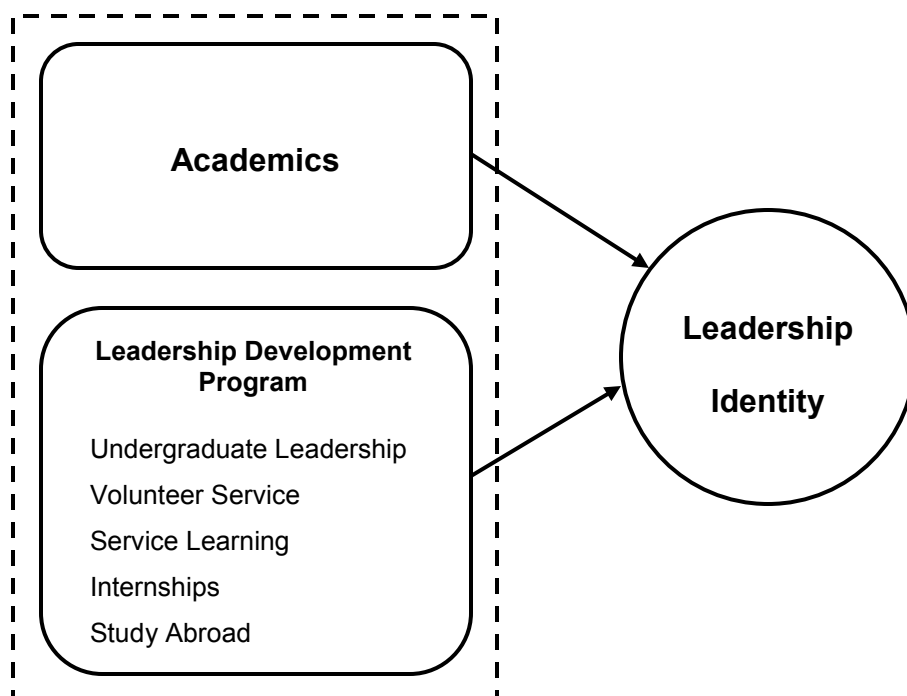 Academics
Leadership Development
Program
Undergraduate Leadership
Volunteer Service
Service Learning
Internships
Study Abroad
Leadership
Identity